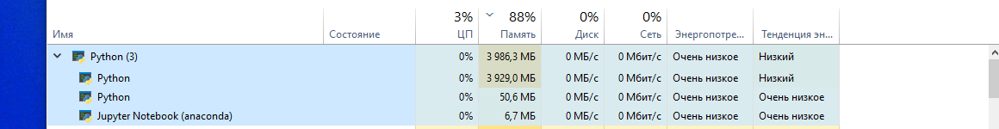 3% 88% 0% 0%
Имя Состояние ЦП Память Диск Сеть Энергопотре... Тенденция эн...
Python (3) 0% 3 986,3 МБ 0 МБ/с 0 Мбит/с Очень низкое Низкий
Python 0% 3 929,0 МБ 0 МБ/с 0 Мбит/с Очень низкое Низкий
Python 0% 50,6 МБ 0 МБ/с 0 Мбит/с Очень низкое Очень низкое
Jupyter Notebook (anaconda) 0% 6,7 МБ 0 МБ/с 0 Мбит/с Очень низкое Очень низкое